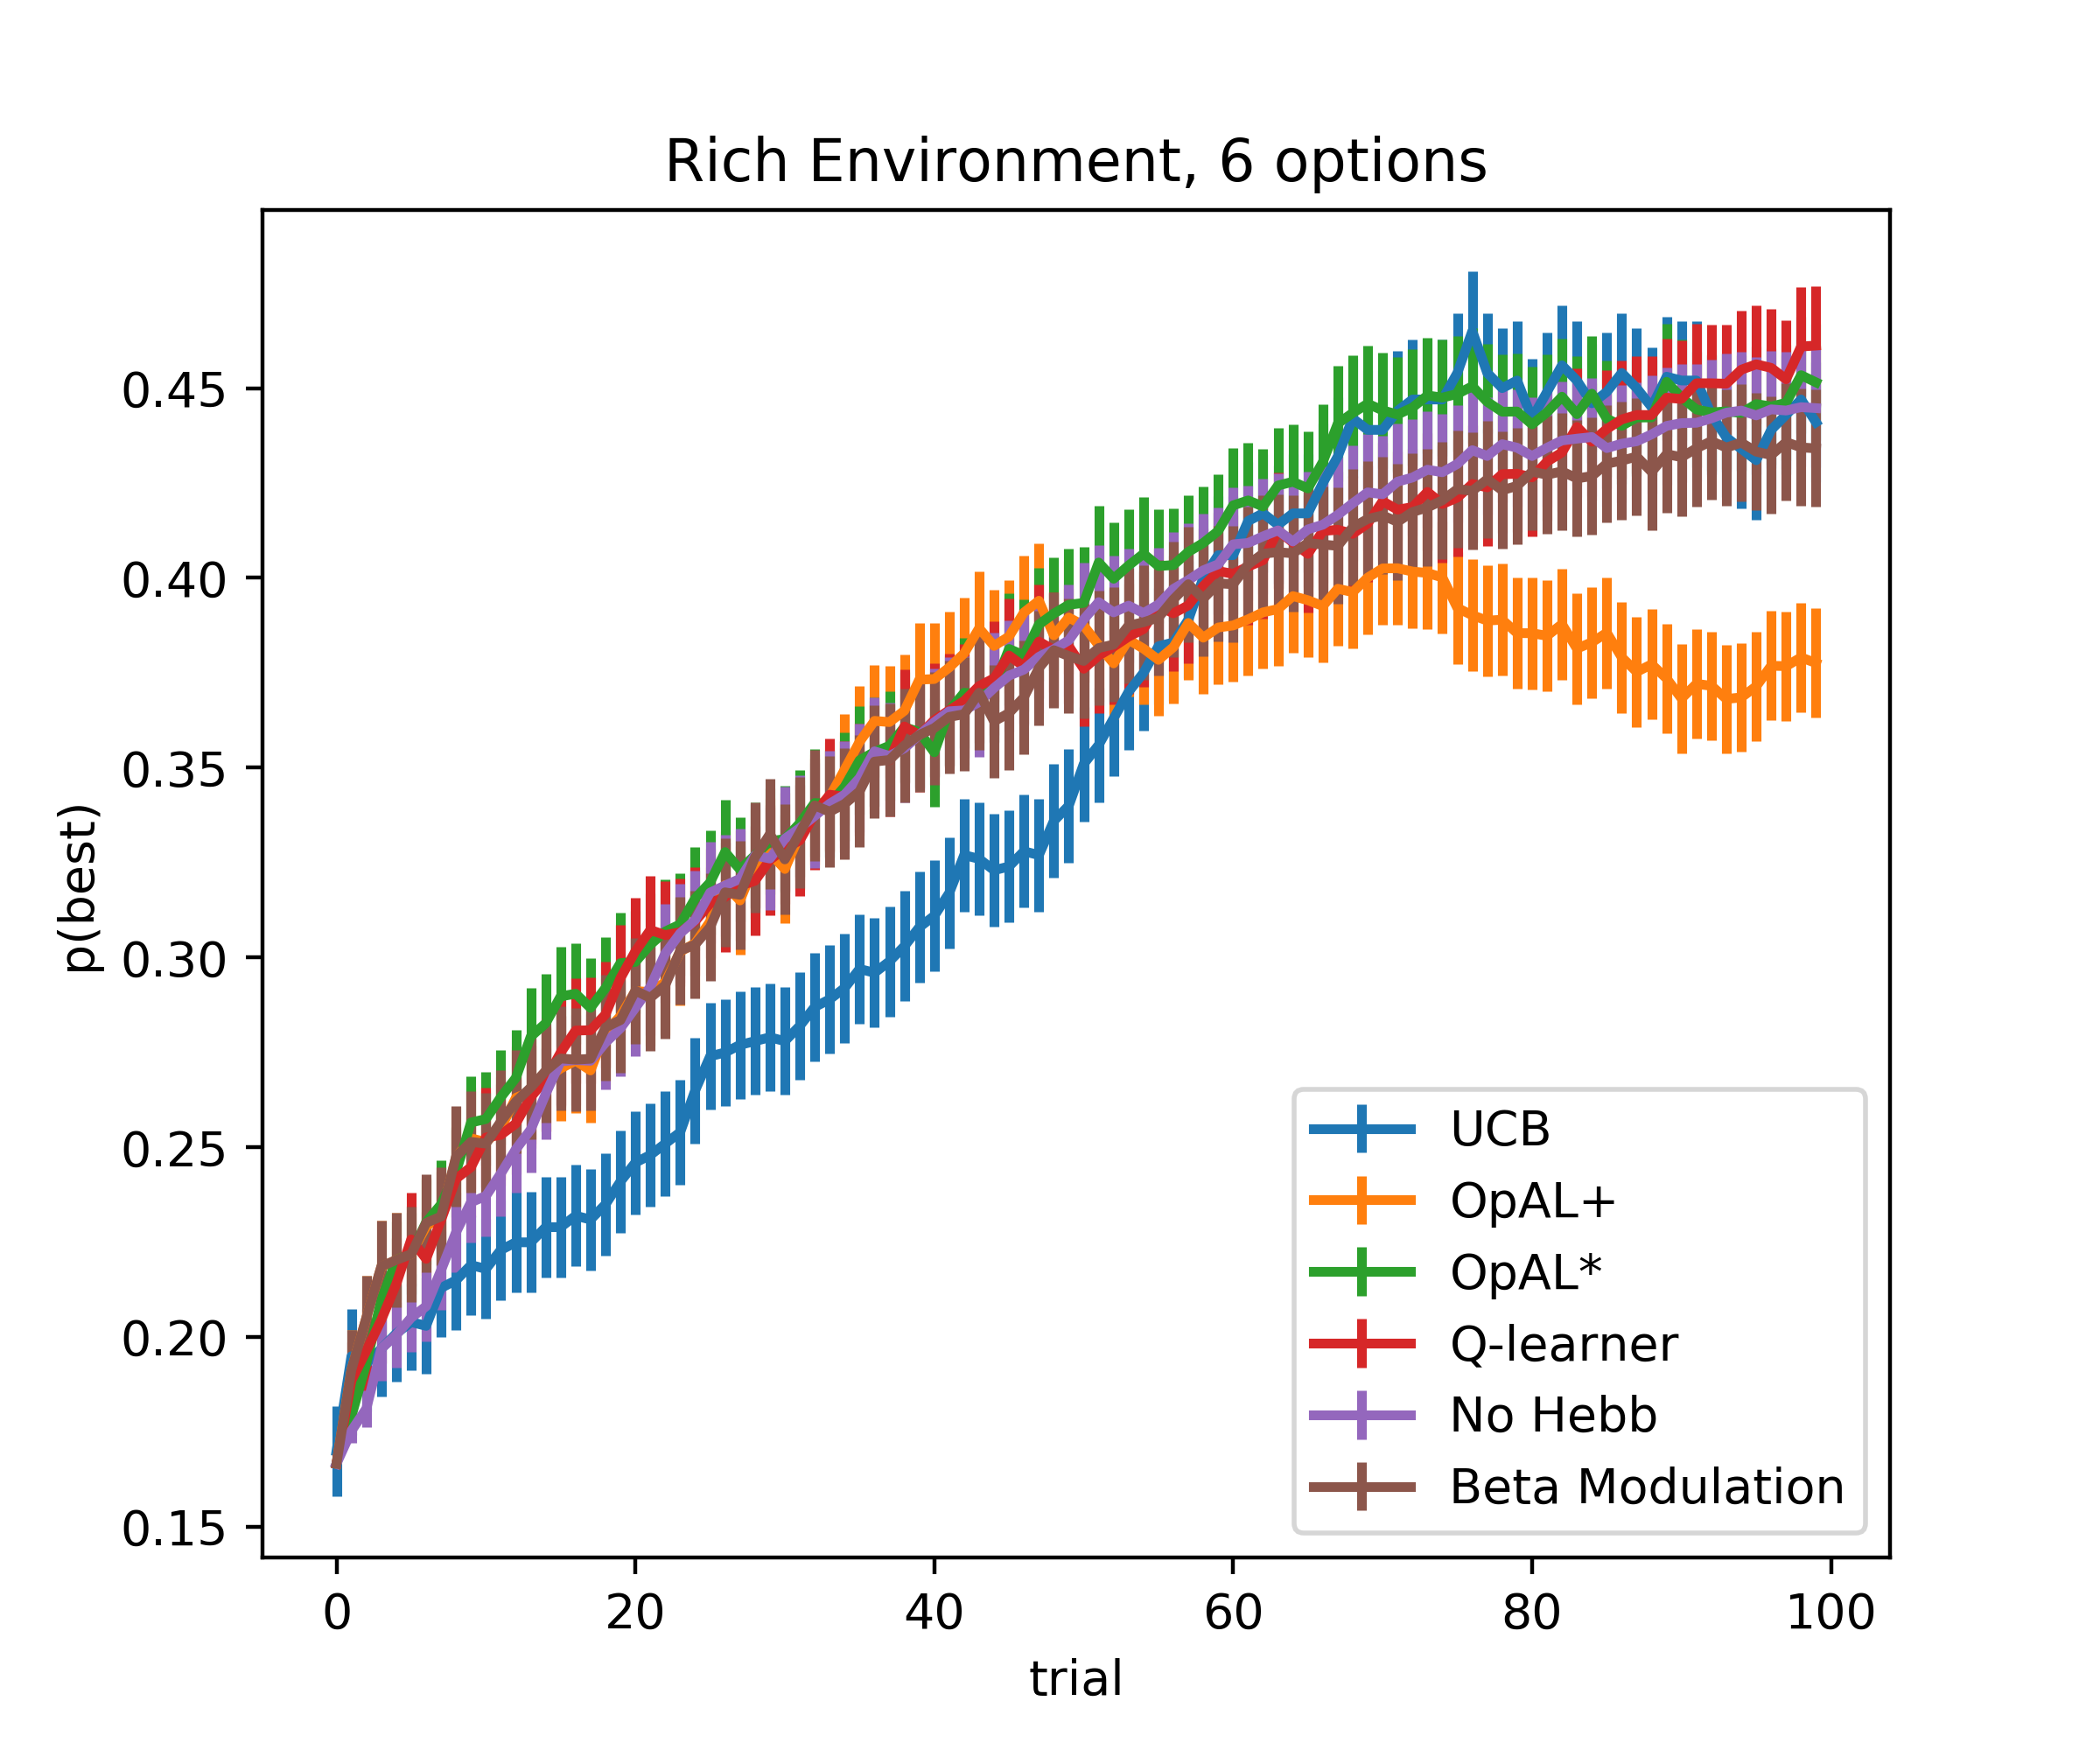 Rich Environment, 6 options
p(best)
0.45
0.40
0.35
0.30
0.25
0.20
0.15
UCB
OpAL+
OpAL*
Q-learner
No Hebb
Beta Modulation
0 20 40 60 80 100
trial